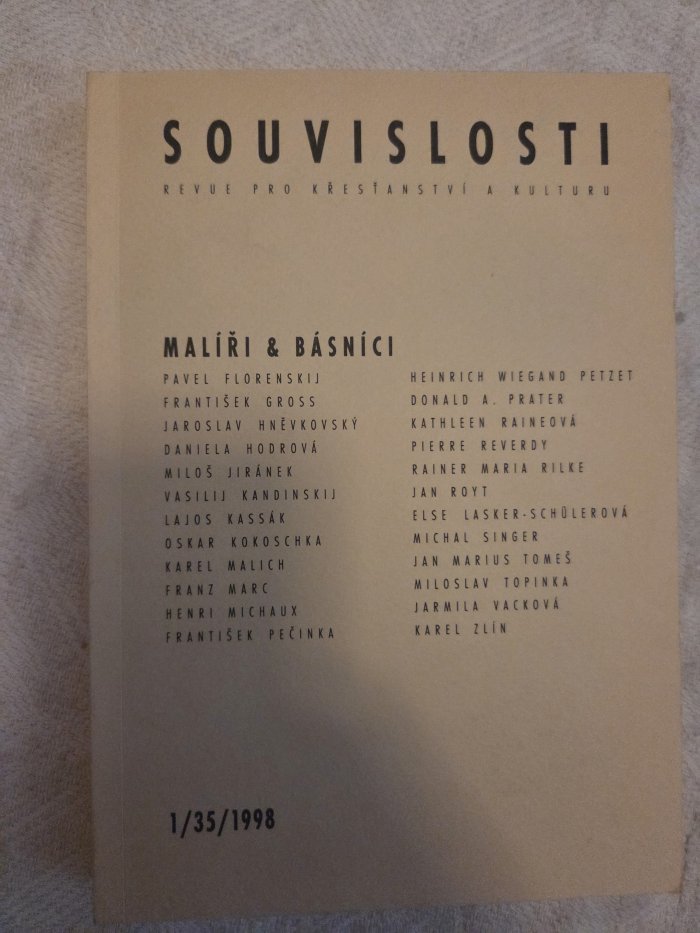 SOUVISLOSTI
REVUE PRO KŘESŤANSTVÍ A KULTURU
MALÍŘI & BÁSNÍCI
PAVEL FLORENSKIJ
FRANTIŠEK GROSS
JAROSLAV HNĚVKOVSKÝ
DANIELA HODROVÁ
MILOŠ JIRÁNEK
VASILIJ KANDINSKIJ
LAJOS KASSÁK
OSKAR KOKOSCHKA
KAREL MALICH
FRANZ MARC
HENRI MICHAUX
FRANTIŠEK PEČINKA
HEINRICH WIEGAND PETZET
DONALD A. PRATER
KATHLEEN RAINEOVÁ
PIERRE REVERDY
RAINER MARIA RILKE
JAN ROYT
ELSE LASKER-SCHŮLEROVÁ
MICHAL SINGER
JAN MARIUS TOMEŠ
MILOSLAV TOPINKA
JARMILA VACKOVÁ
KAREL ZLÍN
1/35/1998